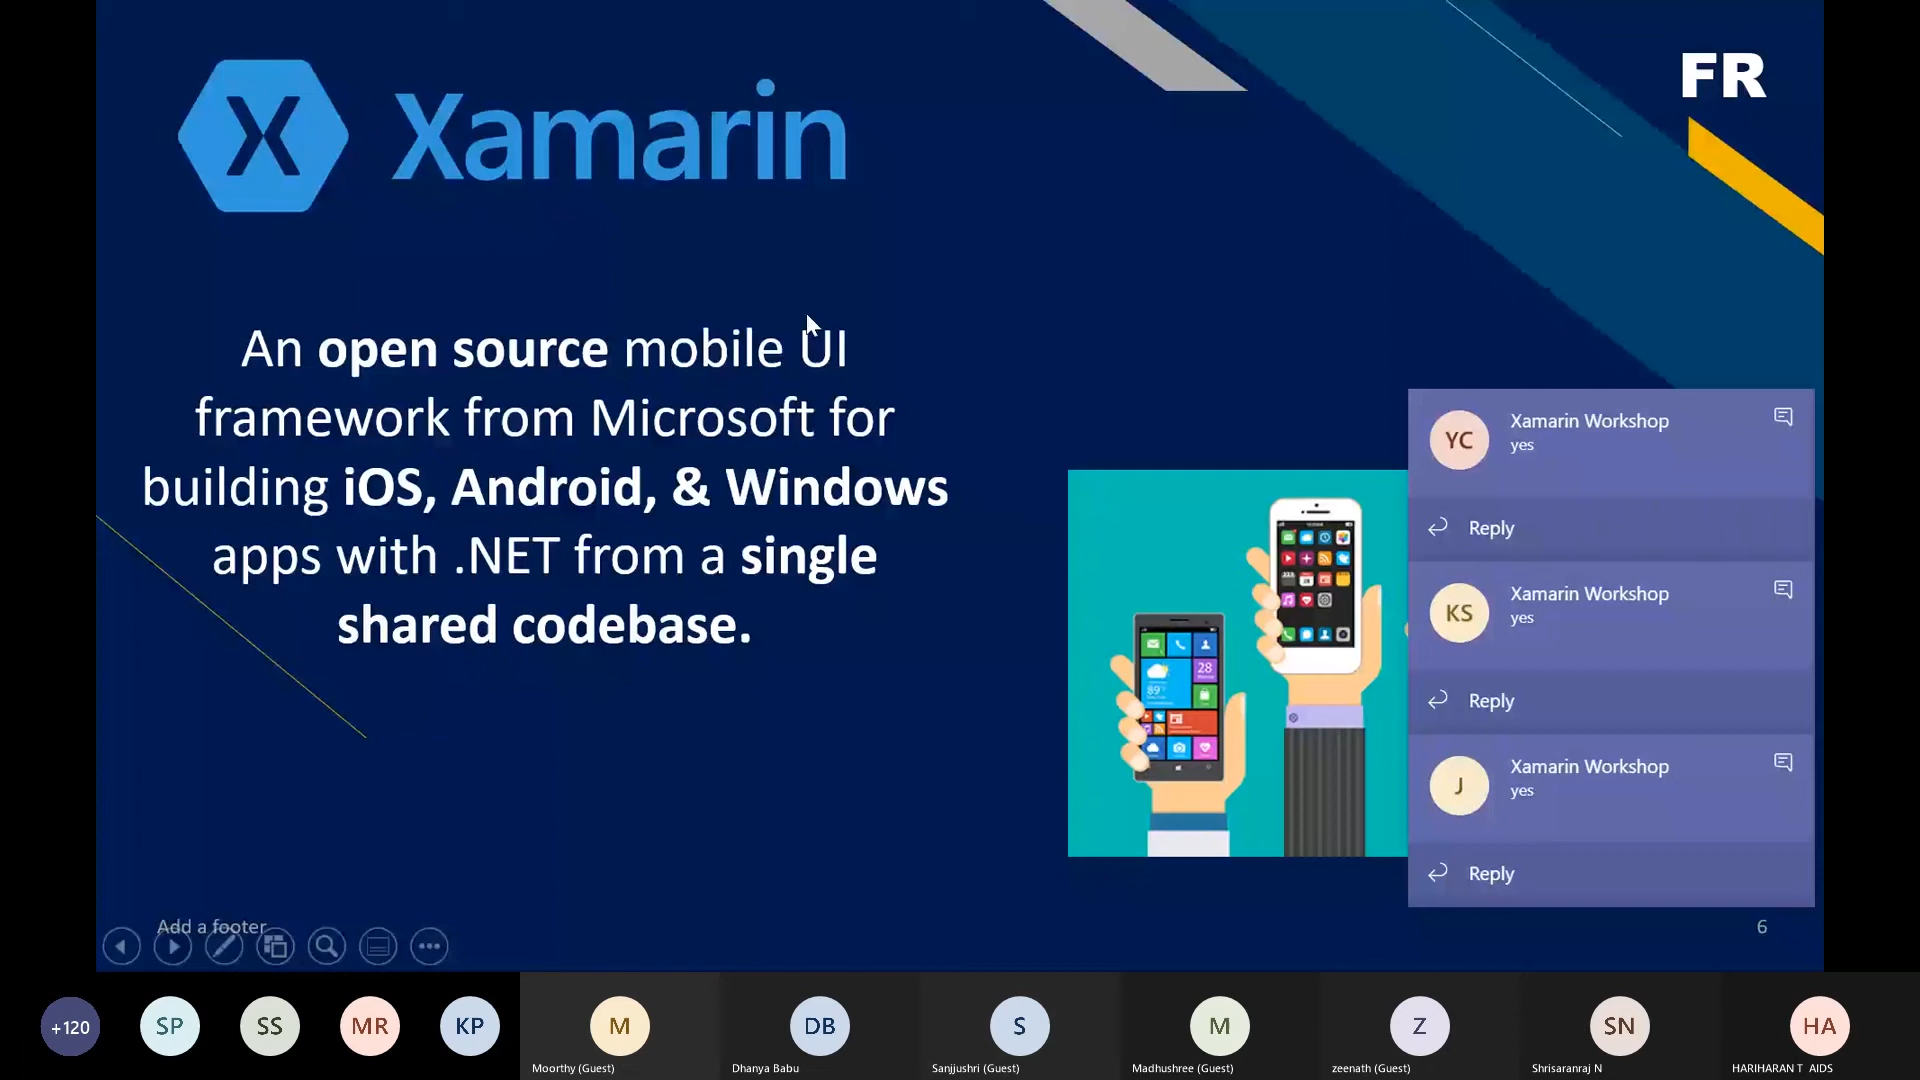 X Xamarin
FR
An open source mobile UI
framework from Microsoft for
building iOS, Android, & Windows
apps with .NET from a single
shared codebase.
YC
Xamarin Workshop
yes
Reply
KS
Xamarin Workshop
yes
Reply
J
Xamarin Workshop
yes
Reply
28
89°
Add a footer
6
+120
SP
SS
MR
KP
M
DB
S
M
Z
SN
HA
Moorthy (Guest)
Dhanya Babu
Sanjjushri (Guest)
Madhushree (Guest)
zeenath (Guest)
Shrisaranraj N
HARIHARAN T AIDS